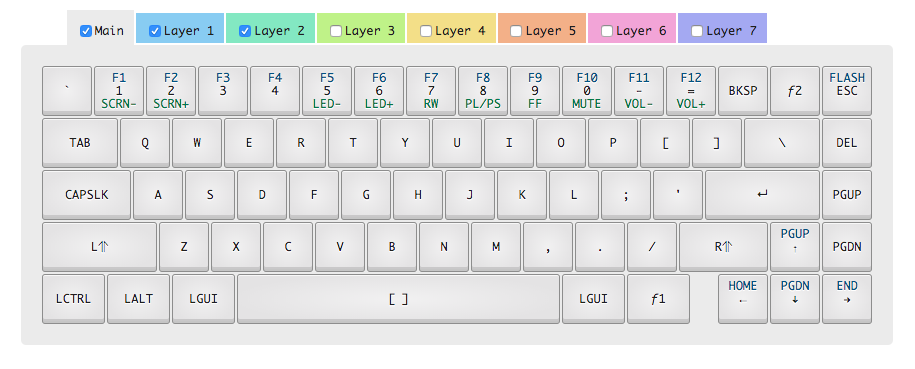 Main Layer 1 Layer 2 Layer 3 Layer 4 Layer 5 Layer 6 Layer 7
F1 F2 F3 F4 F5 F6 F7 F8 F9 F10 F11 F12 FLASH
` 1 2 3 4 5 6 7 8 9 0 - = BKSP ƒ2 ESC
SCRN- SCRN+ LED- LED+ RW PL/PS FF MUTE VOL- VOL+
TAB Q W E R T Y U I O P [ ] \ DEL
CAPSLK A S D F G H J K L ; ' ↵ PGUP
L⇑ Z X C V B N M , . / R⇑ PGUP ↑ PGDN
LCTRL LALT LGUI [ ] LGUI ƒ1 HOME ← PGDN ↓ END →